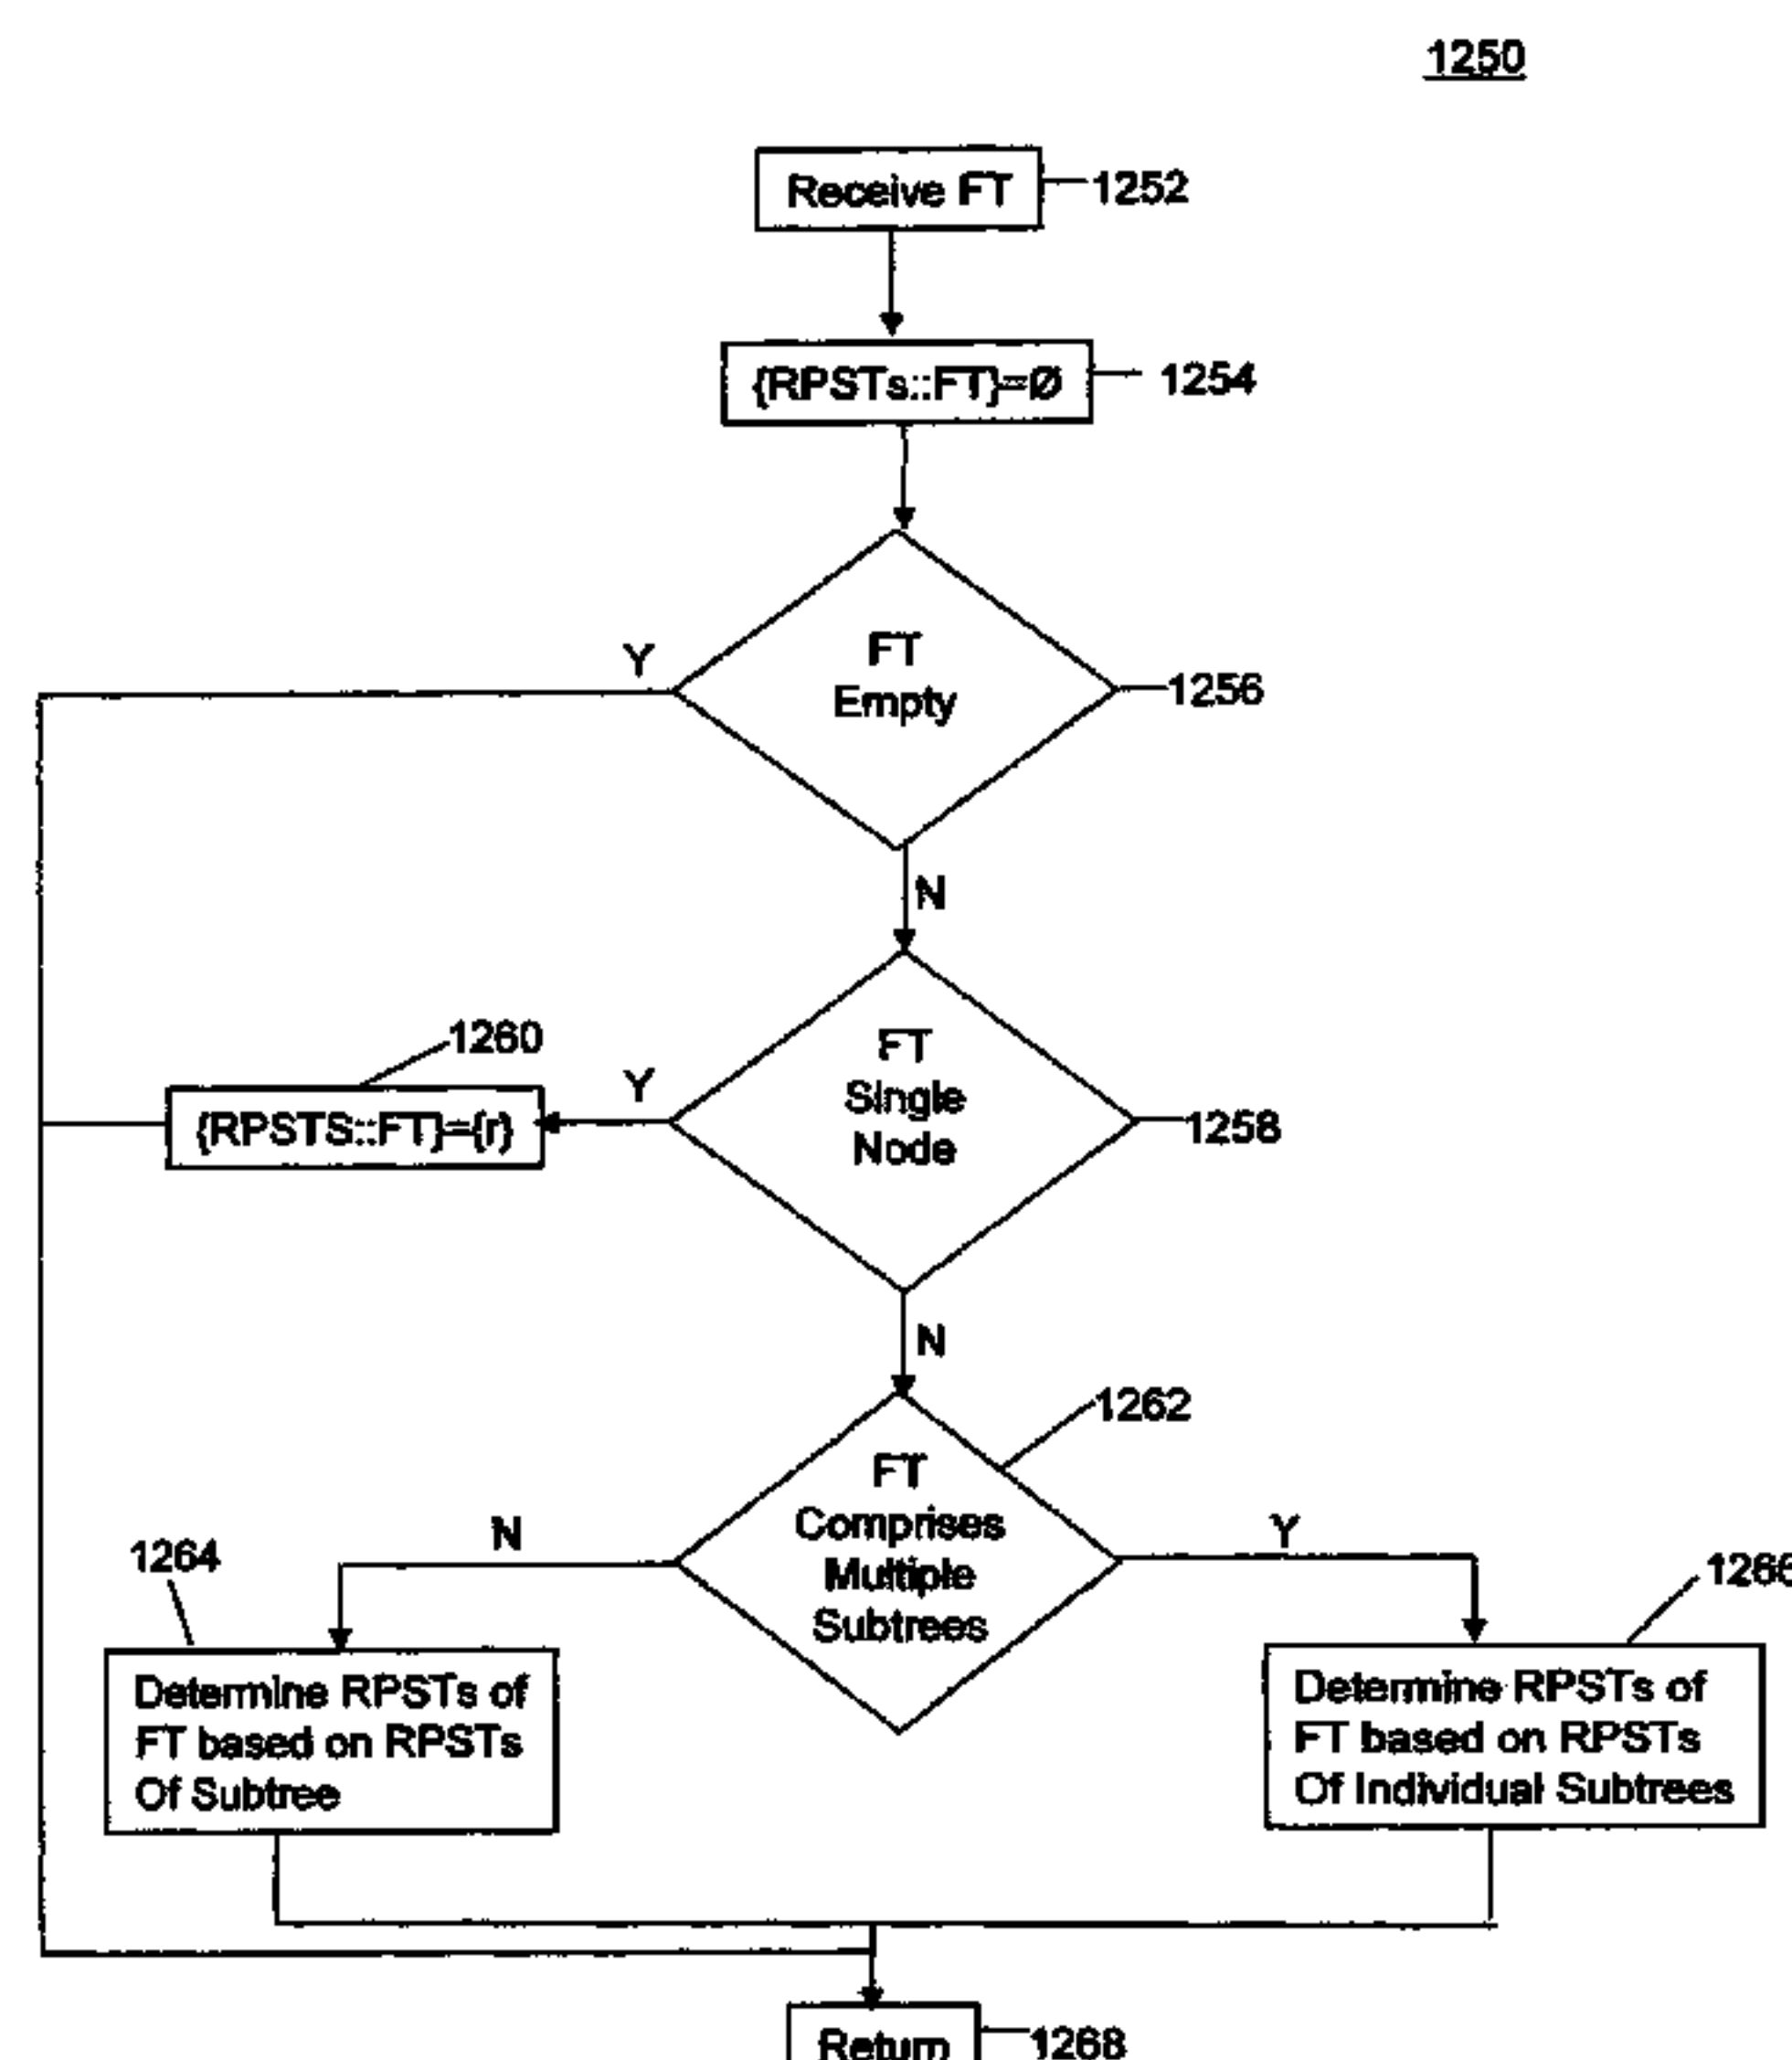 1250
Receive FT
1252
{RPSTs::FT}=Ø
1254
Y
FT
Empty
1256
N
1260
{RPSTS::FT}={r}
Y
FT
Single
Node
1258
N
1262
FT
Comprises
Multiple
Subtrees
N
Y
1264
1266
Determine RPSTs of
FT based on RPSTs
Of Subtree
Determine RPSTs of
FT based on RPSTs
Of Individual Subtrees
Return
1268